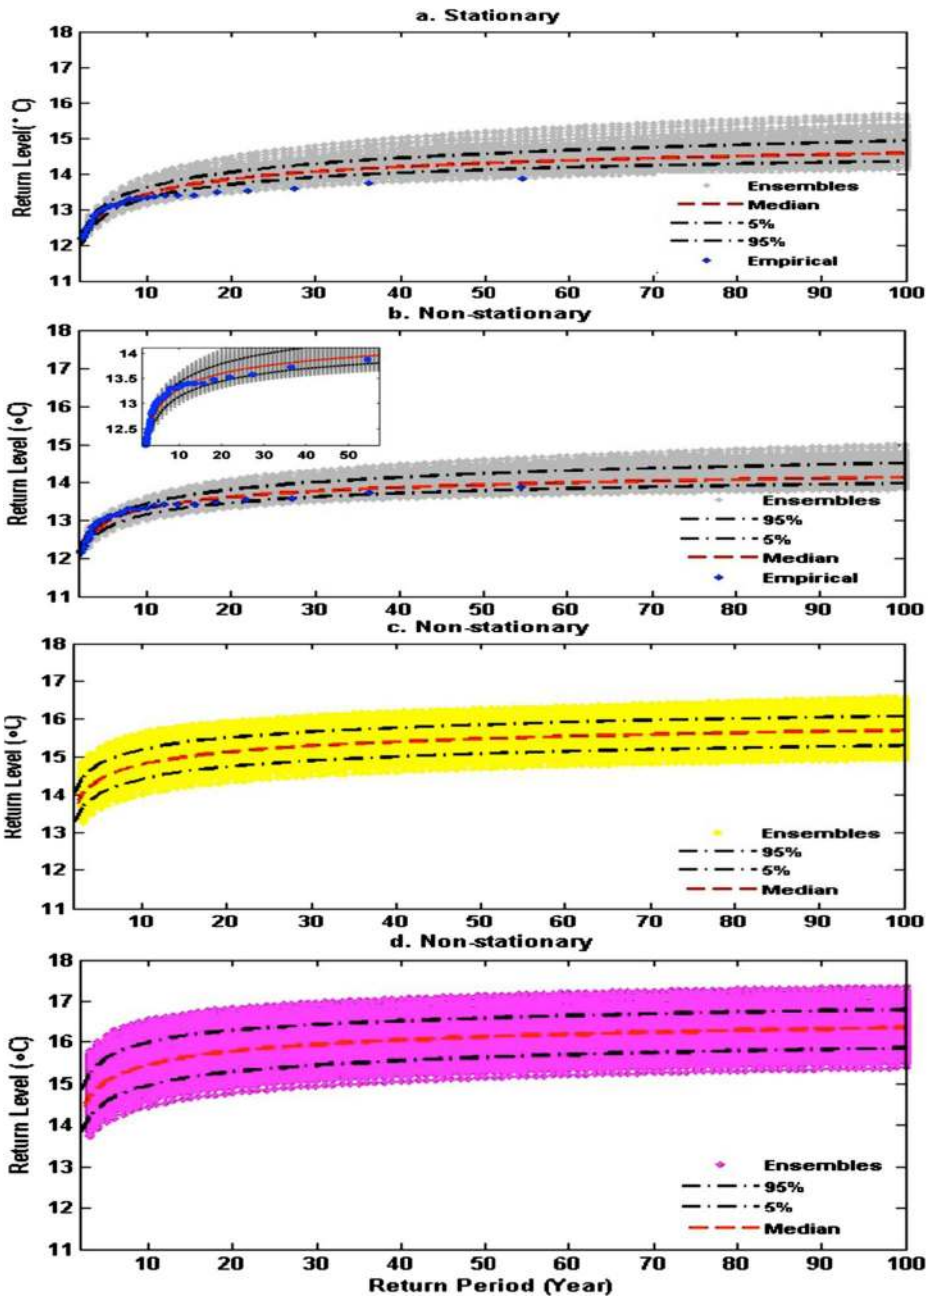 a. Stationary
18
17
16
15
14
13
12
11
Return Level(° C)
Ensembles
Median
5%
95%
Empirical
10 20 30 40 50 60 70 80 90 100
b. Non-stationary
18
17
16
15
14
13
12
11
Return Level (•C)
14
13.5
13
12.5
10 20 30 40 50
Ensembles
95%
5%
Median
Empirical
10 20 30 40 50 60 70 80 90 100
c. Non-stationary
18
17
16
15
14
13
12
11
Return Level (•C)
Ensembles
95%
5%
Median
10 20 30 40 50 60 70 80 90 100
d. Non-stationary
18
17
16
15
14
13
12
11
Return Level (•C)
Ensembles
95%
5%
Median
10 20 30 40 50 60 70 80 90 100
Return Period (Year)